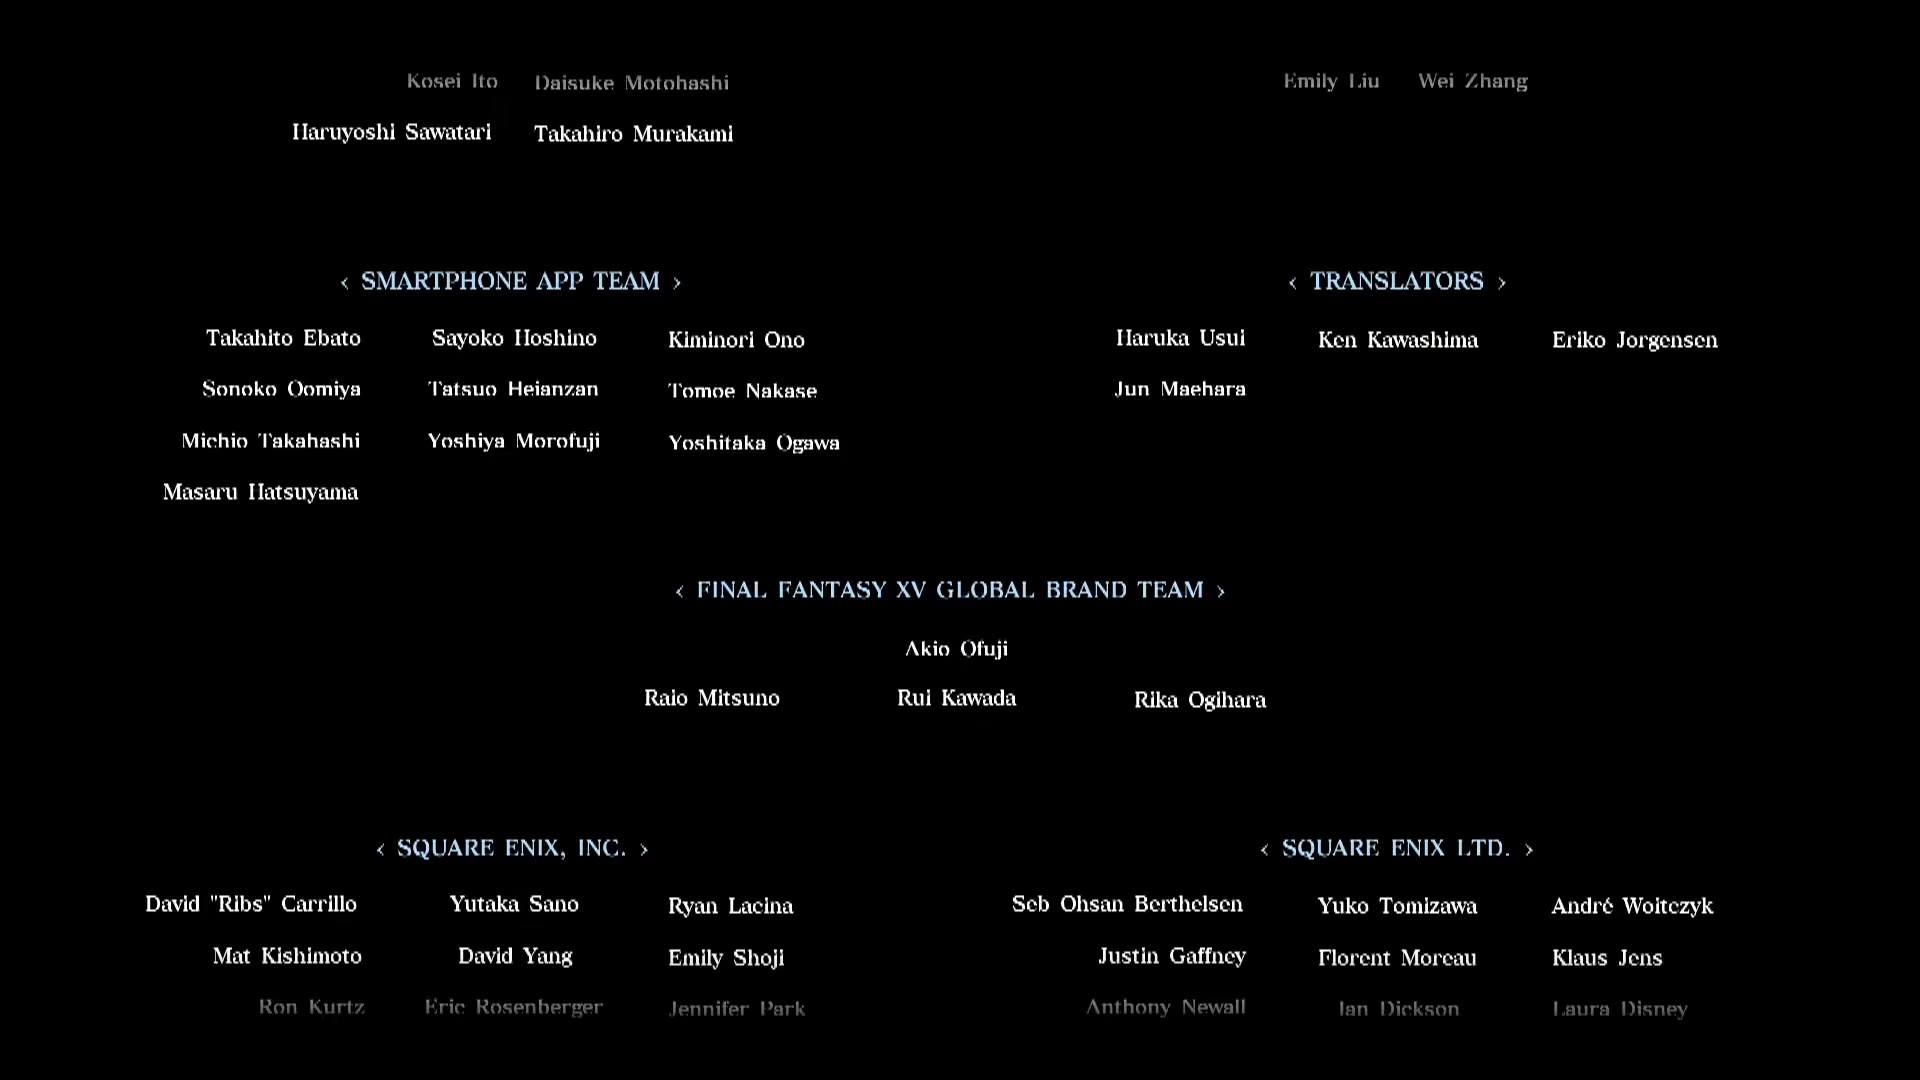 Kosei Ito Daisuke Motohashi
Haruyoshi Sawatari Takahiro Murakami
Emily Liu Wei Zhang
< SMARTPHONE APP TEAM >
Takahito Ebato Sayoko Hoshino Kiminori Ono
Sonoko Oomiya Tatsuo Heianzan Tomoe Nakase
Michio Takahashi Yoshiya Morofuji Yoshitaka Ogawa
Masaru Hatsuyama
< TRANSLATORS >
Haruka Usui Ken Kawashima Eriko Jorgensen
Jun Maehara
< FINAL FANTASY XV GLOBAL BRAND TEAM >
Akio Ofuji
Raio Mitsuno Rui Kawada Rika Ogihara
< SQUARE ENIX, INC. >
David "Ribs" Carrillo Yutaka Sano Ryan Lacina
Mat Kishimoto David Yang Emily Shoji
Ron Kurtz Eric Rosenberger Jennifer Park
< SQUARE ENIX LTD. >
Seb Ohsan Berthelsen Yuko Tomizawa André Woitczyk
Justin Gaffney Florent Moreau Klaus Jens
Anthony Newall Ian Dickson Laura Disney